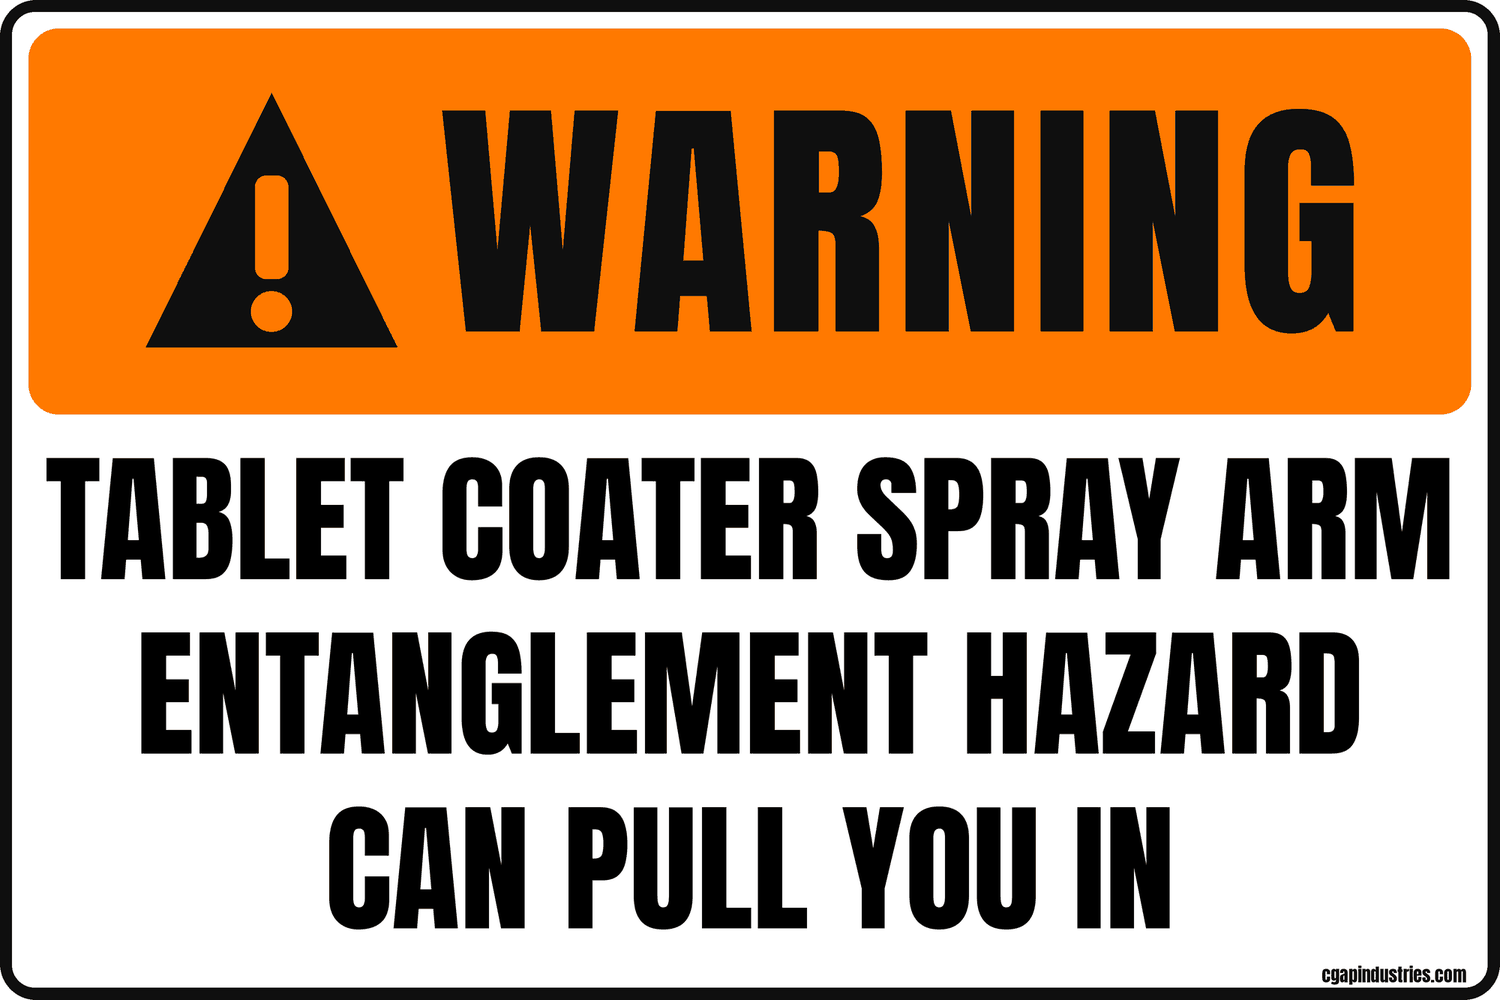 WARNING
TABLET COATER SPRAY ARM
ENTANGLEMENT HAZARD
CAN PULL YOU IN
cgapindustries.com